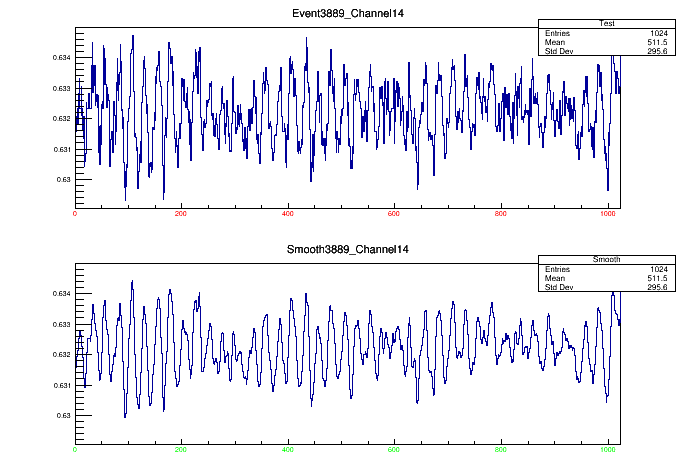 Event3889_Channel14
Test
Entries 1024
Mean 511.5
Std Dev 295.6
0.634
0.633
0.632
0.631
0.63
0 200 400 600 800 1000
Smooth3889_Channel14
Smooth
Entries 1024
Mean 511.5
Std Dev 295.6
0.634
0.633
0.632
0.631
0.63
0 200 400 600 800 1000